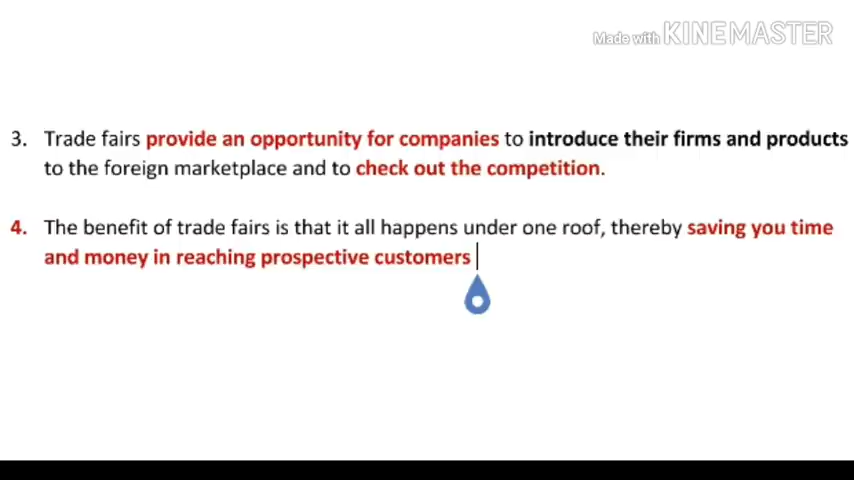 Made with KINEMASTER
3. Trade fairs provide an opportunity for companies to introduce their firms and products
to the foreign marketplace and to check out the competition.
4. The benefit of trade fairs is that it all happens under one roof, thereby saving you time
and money in reaching prospective customers